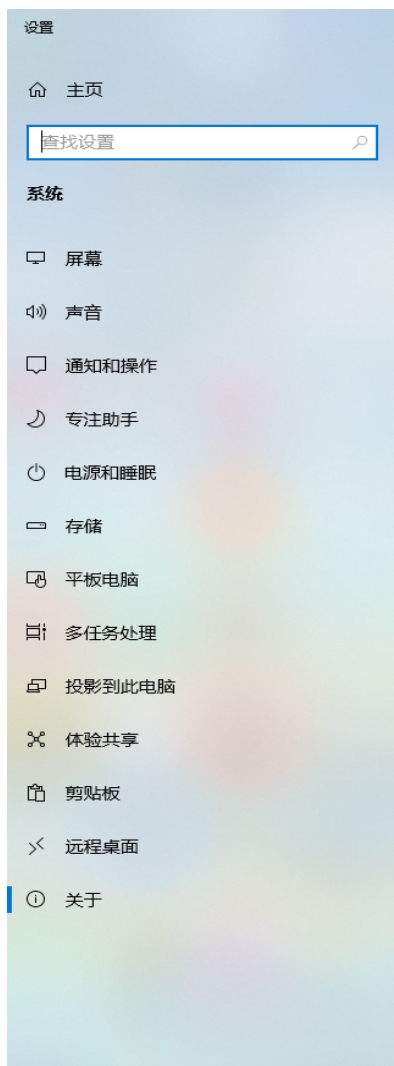 设置
主页
查找设置
系统
屏幕
声音
通知和操作
专注助手
电源和睡眠
存储
平板电脑
多任务处理
投影到此电脑
体验共享
剪贴板
远程桌面
关于